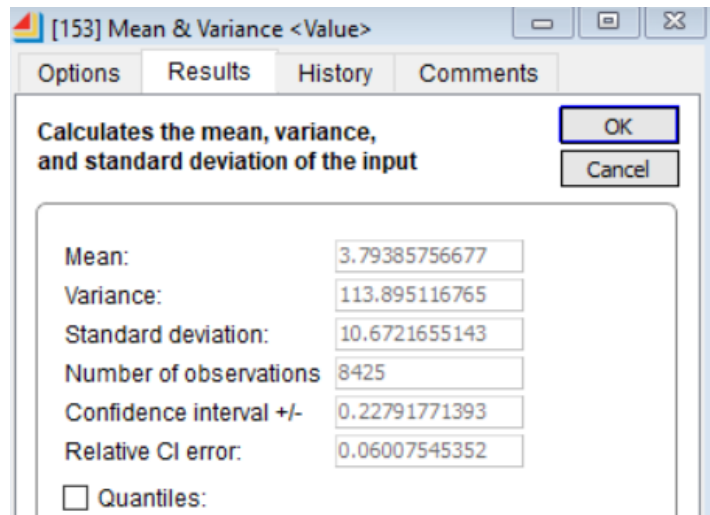 [153] Mean & Variance <Value>
Options Results History Comments
Calculates the mean, variance,
and standard deviation of the input
OK
Cancel
Mean: 3.79385756677
Variance: 113.895116765
Standard deviation: 10.6721655143
Number of observations 8425
Confidence interval +/- 0.22791771393
Relative CI error: 0.06007545352
Quantiles: